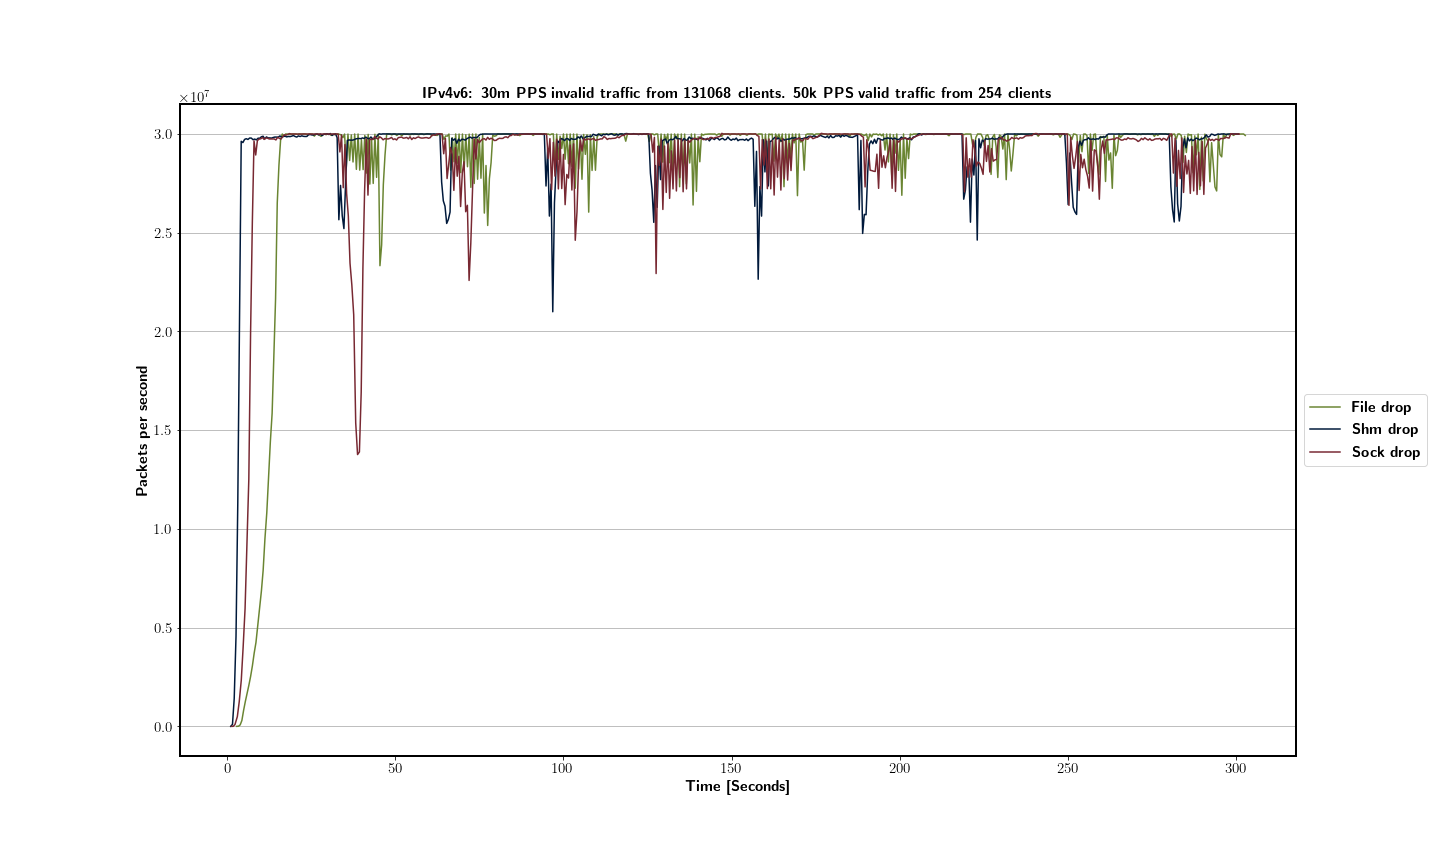 IPv4v6: 30m PPS invalid traffic from 131068 clients. 50k PPS valid traffic from 254 clients
×10⁷
3.0
2.5
2.0
1.5
1.0
0.5
0.0
Packets per second
0 50 100 150 200 250 300
Time [Seconds]
File drop
Shm drop
Sock drop